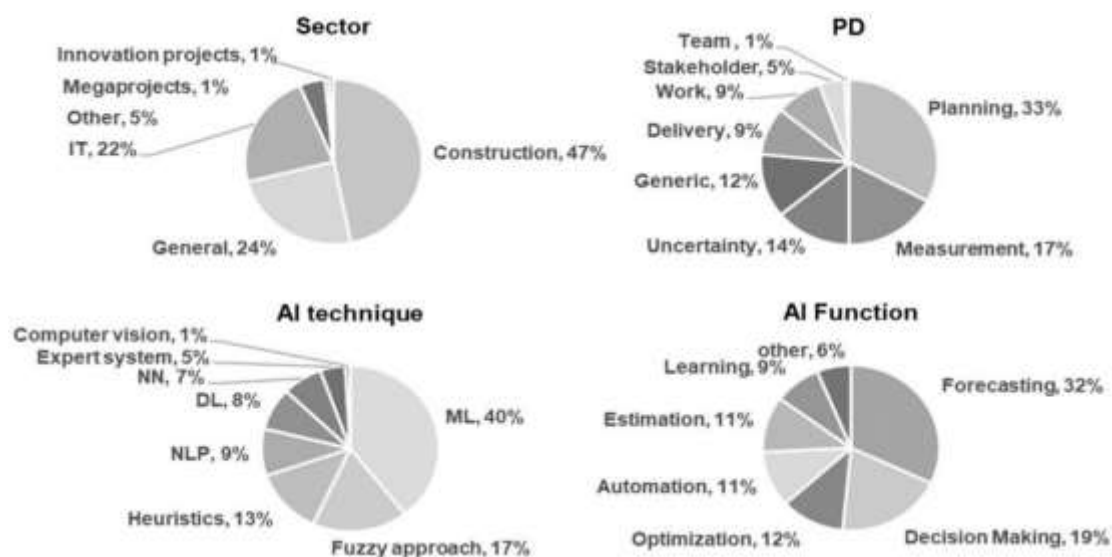 Sector
Innovation projects, 1%
Megaprojects, 1%
Other, 5%
IT, 22%
Construction, 47%
General, 24%
PD
Team , 1%
Stakeholder, 5%
Work, 9%
Planning, 33%
Delivery, 9%
Generic, 12%
Uncertainty, 14%
Measurement, 17%
AI technique
Computer vision, 1%
Expert system, 5%
NN, 7%
DL, 8%
ML, 40%
NLP, 9%
Heuristics, 13%
Fuzzy approach, 17%
AI Function
other, 6%
Learning, 9%
Forecasting, 32%
Estimation, 11%
Automation, 11%
Optimization, 12%
Decision Making, 19%